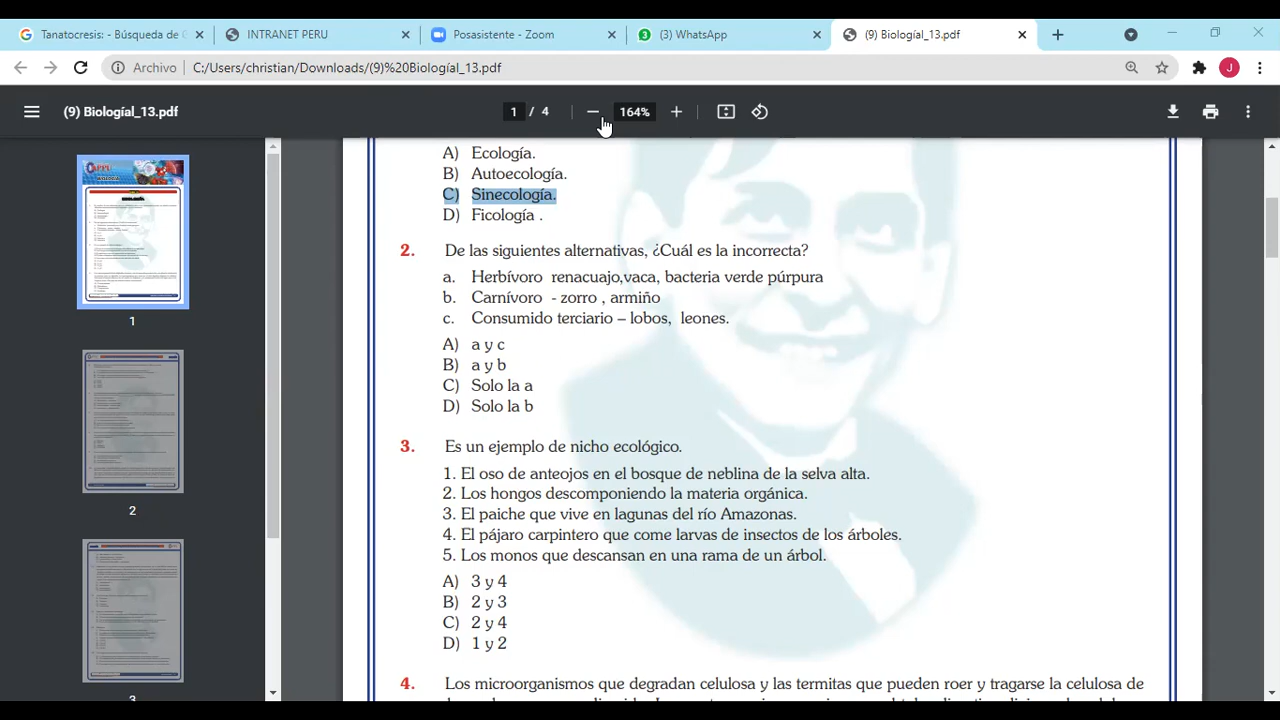 Tanatocresis: - Búsqueda de G
INTRANET PERU
Posasistente - Zoom
(3) WhatsApp
(9) Biologíal_13.pdf
Archivo
C:/Users/christian/Downloads/(9)%20Biologíal_13.pdf
J
(9) Biologíal_13.pdf
1 / 4
164%
1
2
3
A) Ecología.
B) Autoecología.
C) Sinecología.
D) Ficología .
2. De las siguientes alternativas, ¿Cuál es la incorrecta?
a. Herbívoro renacuajo,vaca, bacteria verde púrpura
b. Carnívoro - zorro , armiño
c. Consumido terciario – lobos, leones.
A) a y c
B) a y b
C) Solo la a
D) Solo la b
3. Es un ejemplo de nicho ecológico.
1. El oso de anteojos en el bosque de neblina de la selva alta.
2. Los hongos descomponiendo la materia orgánica.
3. El paiche que vive en lagunas del río Amazonas.
4. El pájaro carpintero que come larvas de insectos de los árboles.
5. Los monos que descansan en una rama de un árbol.
A) 3 y 4
B) 2 y 3
C) 2 y 4
D) 1 y 2
4. Los microorganismos que degradan celulosa y las termitas que pueden roer y tragarse la celulosa de